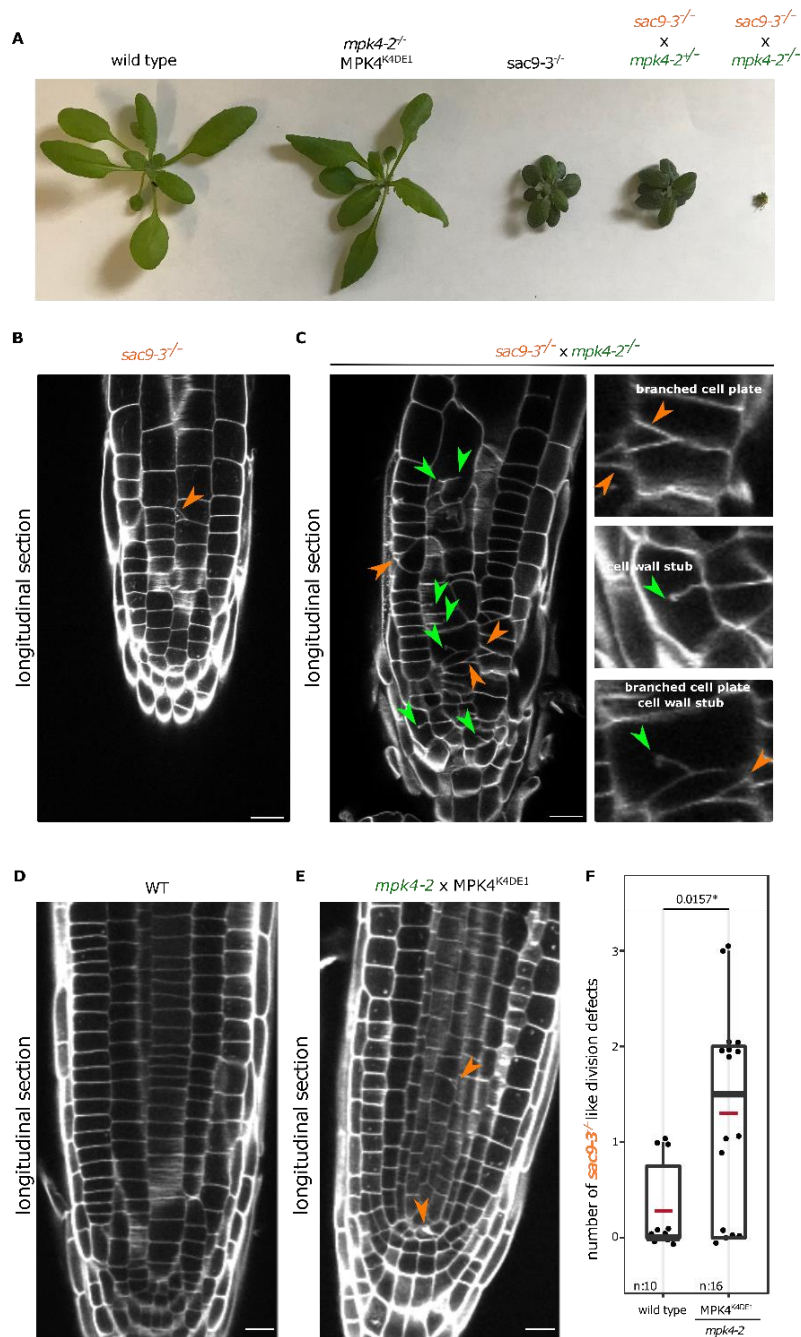 A
wild type
mpk4-2-/-
MPK4K4DE1
sac9-3-/-
sac9-3-/-
x
mpk4-2+/-
sac9-3-/-
x
mpk4-2-/-
B
sac9-3-/-
longitudinal section
C
sac9-3-/- x mpk4-2-/-
longitudinal section
branched cell plate
cell wall stub
branched cell plate
cell wall stub
D
WT
longitudinal section
E
mpk4-2 x MPK4K4DE1
longitudinal section
F
number of sac9-3-/- like division defects
0.0157*
3
2
1
0
n:10
n:16
wild type
MPK4K4DE1
mpk4-2